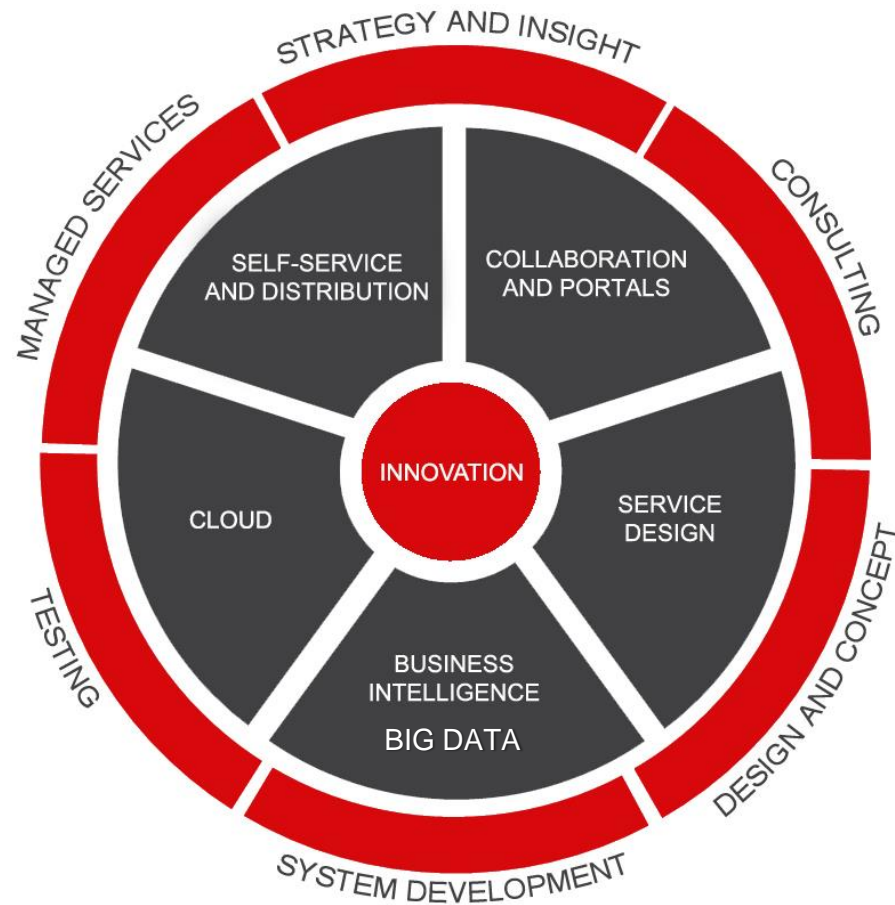 STRATEGY AND INSIGHT
MANAGED SERVICES
CONSULTING
SELF-SERVICE
AND DISTRIBUTION
COLLABORATION
AND PORTALS
INNOVATION
CLOUD
SERVICE
DESIGN
BUSINESS
INTELLIGENCE
BIG DATA
TESTING
DESIGN AND CONCEPT
SYSTEM DEVELOPMENT